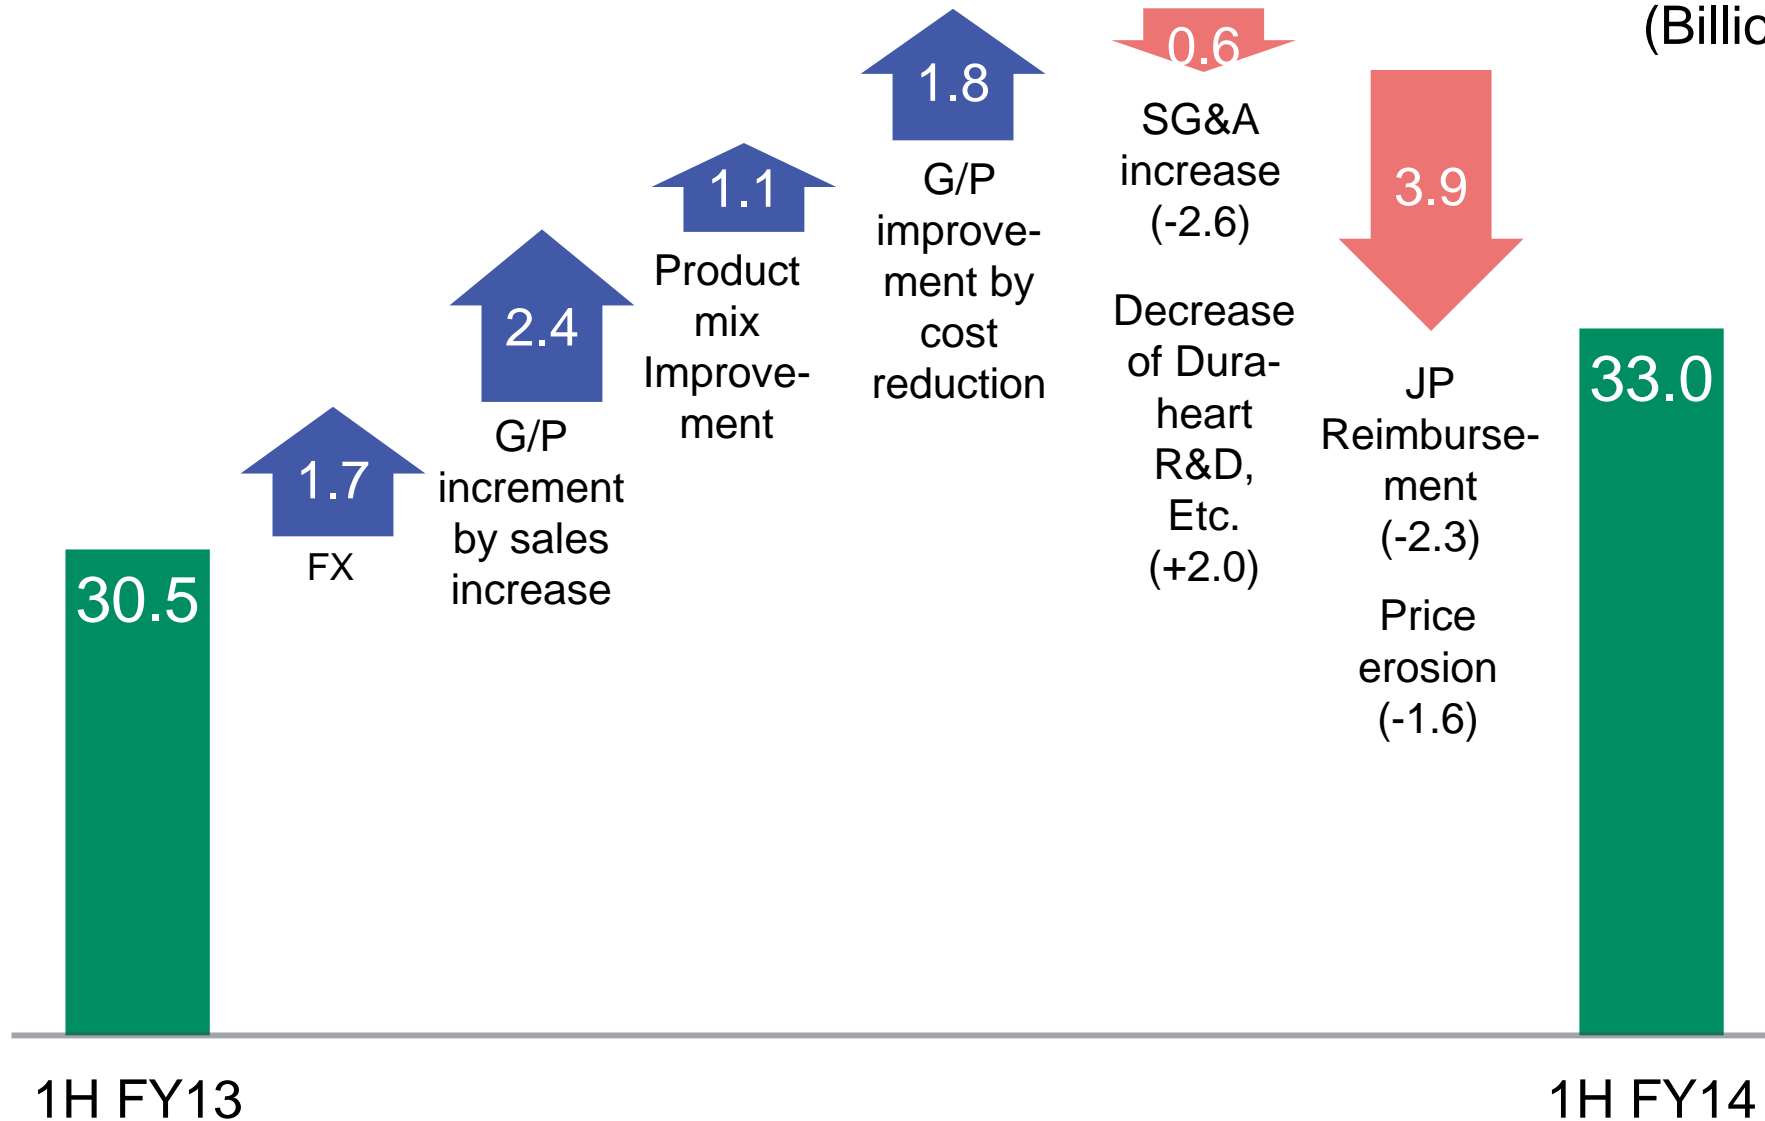 (Billio
30.5
1.7
FX
2.4
G/P
increment
by sales
increase
1.1
Product
mix
Improve-
ment
1.8
G/P
improve-
ment by
cost
reduction
0.6
SG&A
increase
(-2.6)
Decrease
of Dura-
heart
R&D,
Etc.
(+2.0)
3.9
JP
Reimburse-
ment
(-2.3)
Price
erosion
(-1.6)
33.0
1H FY13
1H FY14